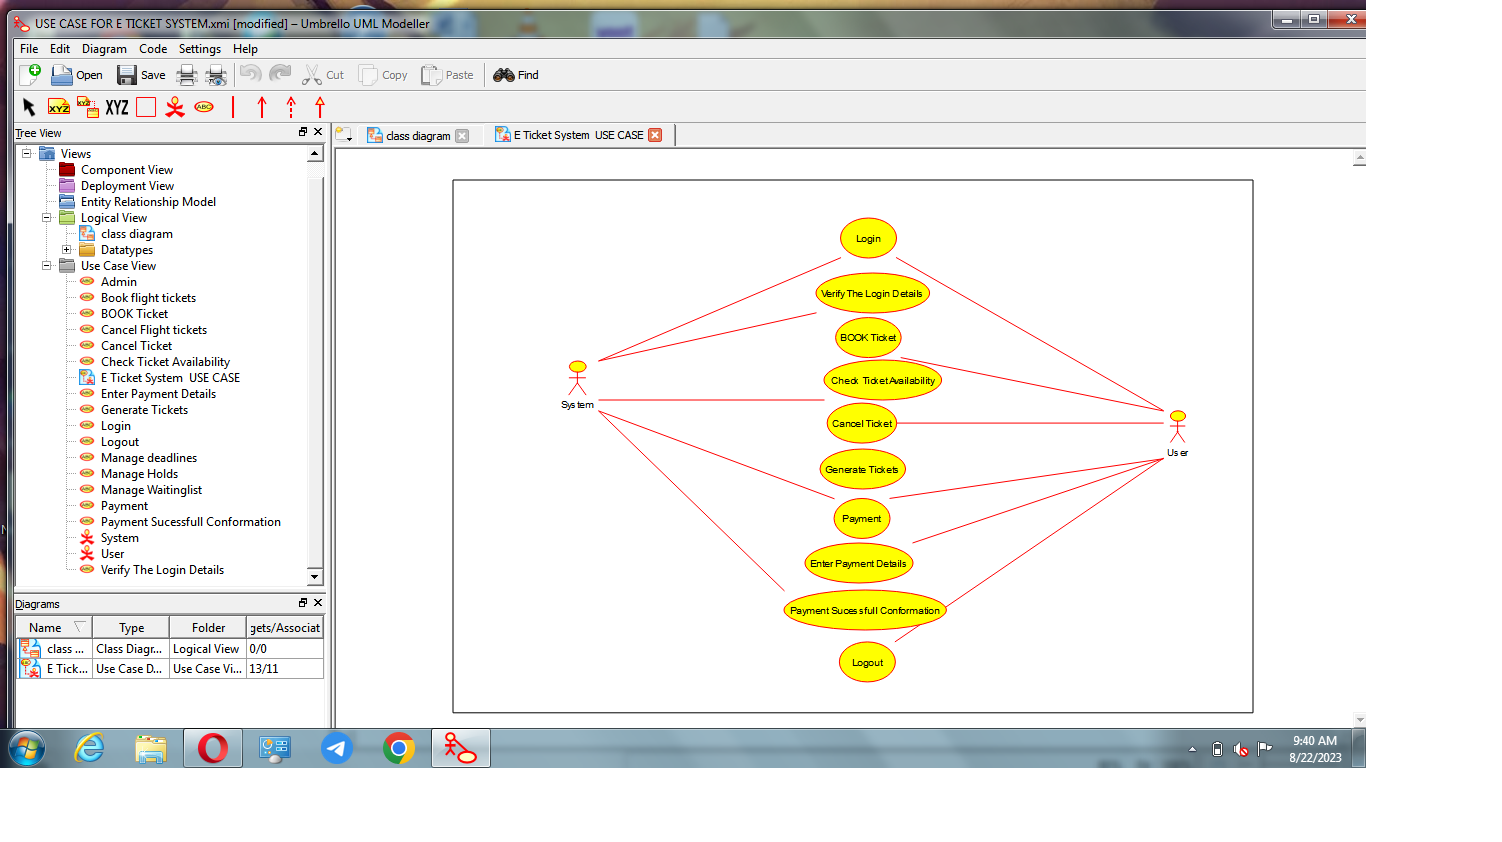 USE CASE FOR E TICKET SYSTEM.xmi [modified] – Umbrello UML Modeller
File Edit Diagram Code Settings Help
Open Save Cut Copy Paste Find
XYZ XYZ XYZ ABC
Tree View
class diagram
E Ticket System USE CASE
Views
Component View
Deployment View
Entity Relationship Model
Logical View
class diagram
Datatypes
Use Case View
Admin
Book flight tickets
BOOK Ticket
Cancel Flight tickets
Cancel Ticket
Check Ticket Availability
E Ticket System USE CASE
Enter Payment Details
Generate Tickets
Login
Logout
Manage deadlines
Manage Holds
Manage Waitinglist
Payment
Payment Sucessfull Conformation
System
User
Verify The Login Details
Diagrams
Name Type Folder gets/Associat
class ... Class Diagr... Logical View 0/0
E Tick... Use Case D... Use Case Vi... 13/11
Login
Verify The Login Details
BOOK Ticket
Check Ticket Availability
Cancel Ticket
Generate Tickets
Payment
Enter Payment Details
Payment Sucessfull Conformation
Logout
System
User
9:40 AM
8/22/2023